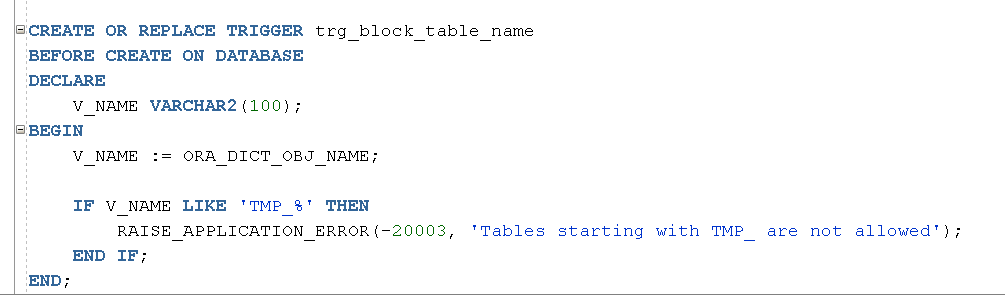 CREATE OR REPLACE TRIGGER trg_block_table_name
BEFORE CREATE ON DATABASE
DECLARE
    V_NAME VARCHAR2(100);
BEGIN
    V_NAME := ORA_DICT_OBJ_NAME;

    IF V_NAME LIKE 'TMP_%' THEN
        RAISE_APPLICATION_ERROR(-20003, 'Tables starting with TMP_ are not allowed');
    END IF;
END;